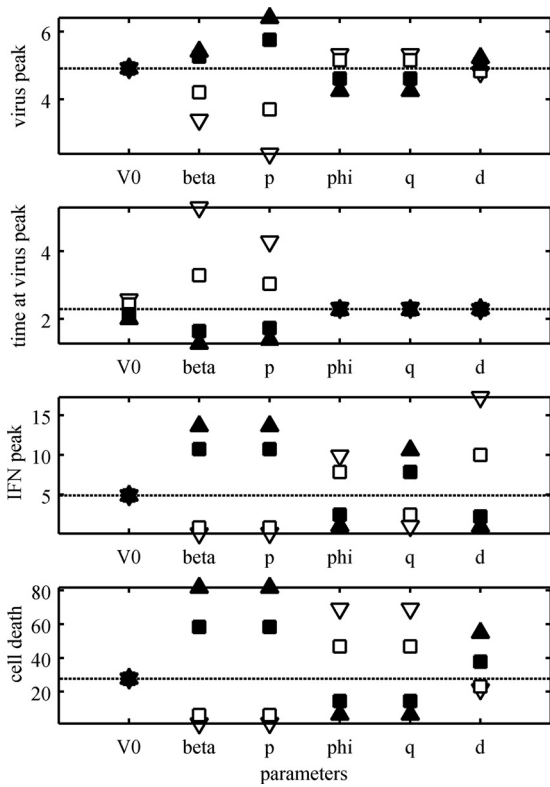 virus peak
6
4
V0 beta p phi q d
time at virus peak
4
2
V0 beta p phi q d
IFN peak
15
10
5
V0 beta p phi q d
cell death
80
60
40
20
V0 beta p phi q d
parameters